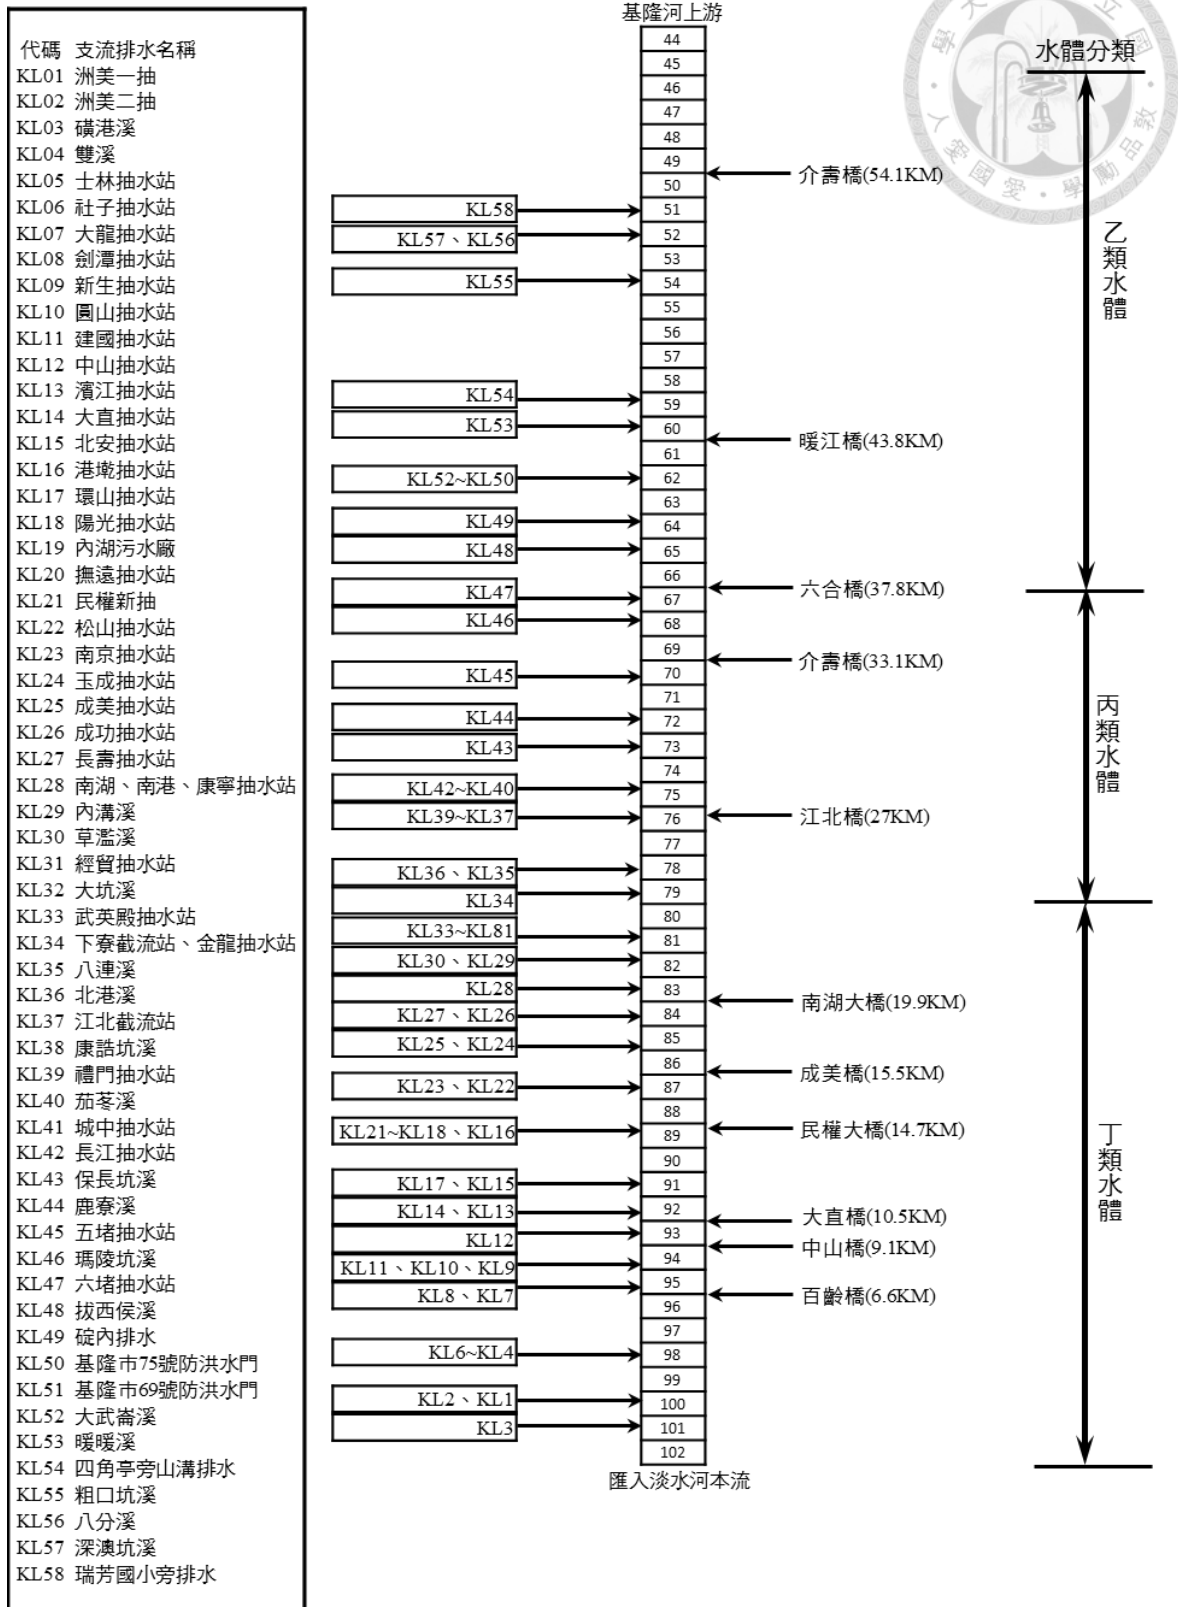 代碼 支流排水名稱
KL01 洲美一抽
KL02 洲美二抽
KL03 磺港溪
KL04 雙溪
KL05 士林抽水站
KL06 社子抽水站
KL07 大龍抽水站
KL08 劍潭抽水站
KL09 新生抽水站
KL10 圓山抽水站
KL11 建國抽水站
KL12 中山抽水站
KL13 濱江抽水站
KL14 大直抽水站
KL15 北安抽水站
KL16 港墘抽水站
KL17 環山抽水站
KL18 陽光抽水站
KL19 內湖污水廠
KL20 撫遠抽水站
KL21 民權新抽
KL22 松山抽水站
KL23 南京抽水站
KL24 玉成抽水站
KL25 成美抽水站
KL26 成功抽水站
KL27 長壽抽水站
KL28 南湖、南港、康寧抽水站
KL29 內溝溪
KL30 草濫溪
KL31 經貿抽水站
KL32 大坑溪
KL33 武英殿抽水站
KL34 下寮截流站、金龍抽水站
KL35 八連溪
KL36 北港溪
KL37 江北截流站
KL38 康誥坑溪
KL39 禮門抽水站
KL40 茄苳溪
KL41 城中抽水站
KL42 長江抽水站
KL43 保長坑溪
KL44 鹿寮溪
KL45 五堵抽水站
KL46 瑪陵坑溪
KL47 六堵抽水站
KL48 拔西侯溪
KL49 碇內排水
KL50 基隆市75號防洪水門
KL51 基隆市69號防洪水門
KL52 大武崙溪
KL53 暖暖溪
KL54 四角亭旁山溝排水
KL55 粗口坑溪
KL56 八分溪
KL57 深澳坑溪
KL58 瑞芳國小旁排水
KL58
KL57、KL56
KL55
KL54
KL53
KL52~KL50
KL49
KL48
KL47
KL46
KL45
KL44
KL43
KL42~KL40
KL39~KL37
KL36、KL35
KL34
KL33~KL81
KL30、KL29
KL28
KL27、KL26
KL25、KL24
KL23、KL22
KL21~KL18、KL16
KL17、KL15
KL14、KL13
KL12
KL11、KL10、KL9
KL8、KL7
KL6~KL4
KL2、KL1
KL3
基隆河上游
44
45
46
47
48
49
50
51
52
53
54
55
56
57
58
59
60
61
62
63
64
65
66
67
68
69
70
71
72
73
74
75
76
77
78
79
80
81
82
83
84
85
86
87
88
89
90
91
92
93
94
95
96
97
98
99
100
101
102
匯入淡水河本流
介壽橋(54.1KM)
暖江橋(43.8KM)
六合橋(37.8KM)
介壽橋(33.1KM)
江北橋(27KM)
南湖大橋(19.9KM)
成美橋(15.5KM)
民權大橋(14.7KM)
大直橋(10.5KM)
中山橋(9.1KM)
百齡橋(6.6KM)
水體分類
乙類水體
丙類水體
丁類水體